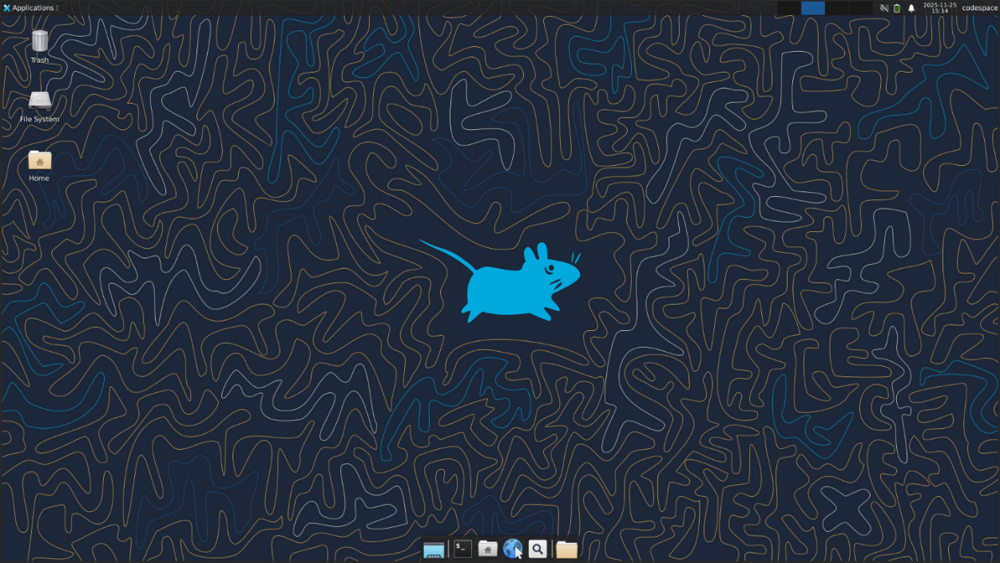 Applications
2025-11-25
15:14
codespace
Trash
File System
Home
$_